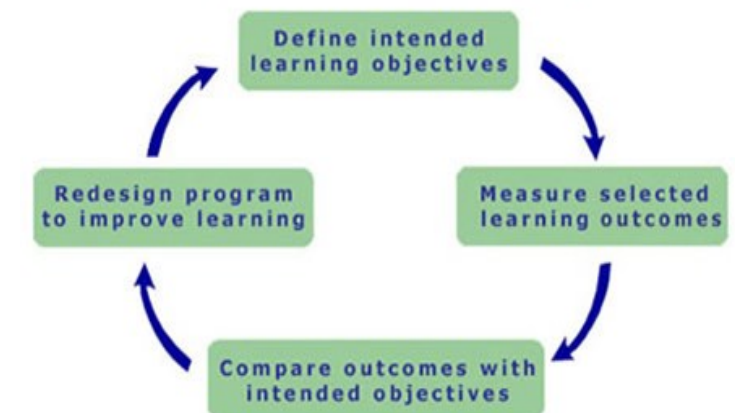 Define intended
learning objectives
Measure selected
learning outcomes
Compare outcomes with
intended objectives
Redesign program
to improve learning